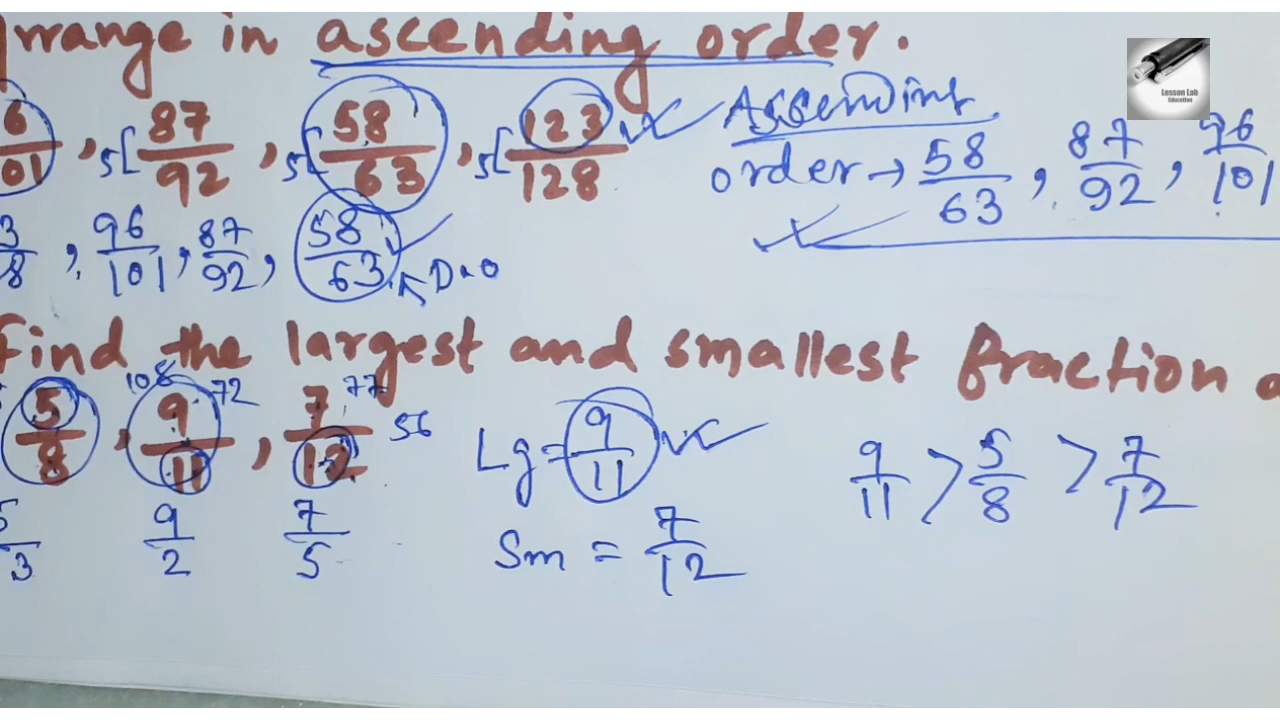 rrange in ascending order.
6/01, 5[ 87/92, 5[ 58/63, 5[ 123/128
Ascending
order → 58/63, 87/92, 96/101
3/8, 96/101, 87/92, 58/63
Lesson Lab
Education
Find the largest and smallest fraction a
5/8, 108 9/11 72, 7/12 77 56
Lg = 9/11
9/11 > 5/8 > 7/12
5/3 9/2 7/5
Sm = 7/12